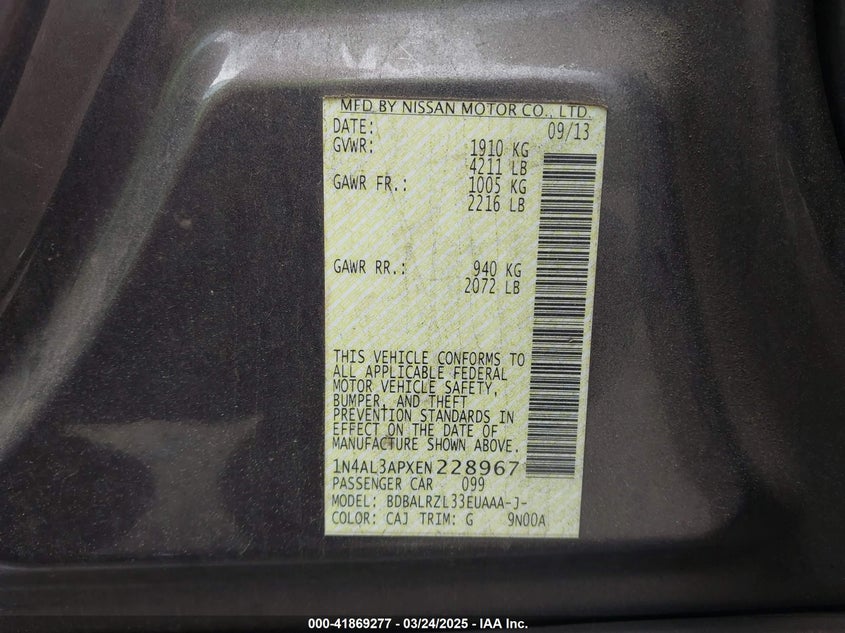 MFD BY NISSAN MOTOR CO., LTD.
DATE: 09/13
GVWR: 1910 KG
4211 LB
GAWR FR.: 1005 KG
2216 LB
GAWR RR.: 940 KG
2072 LB
THIS VEHICLE CONFORMS TO
ALL APPLICABLE FEDERAL
MOTOR VEHICLE SAFETY,
BUMPER, AND THEFT
PREVENTION STANDARDS IN
EFFECT ON THE DATE OF
MANUFACTURE SHOWN ABOVE.
1N4AL3APXEN228967
PASSENGER CAR 099
MODEL: BDBALRZL33EUAAA-J-
COLOR: CAJ TRIM: G 9N00A
000-41869277 - 03/24/2025 - IAA Inc.